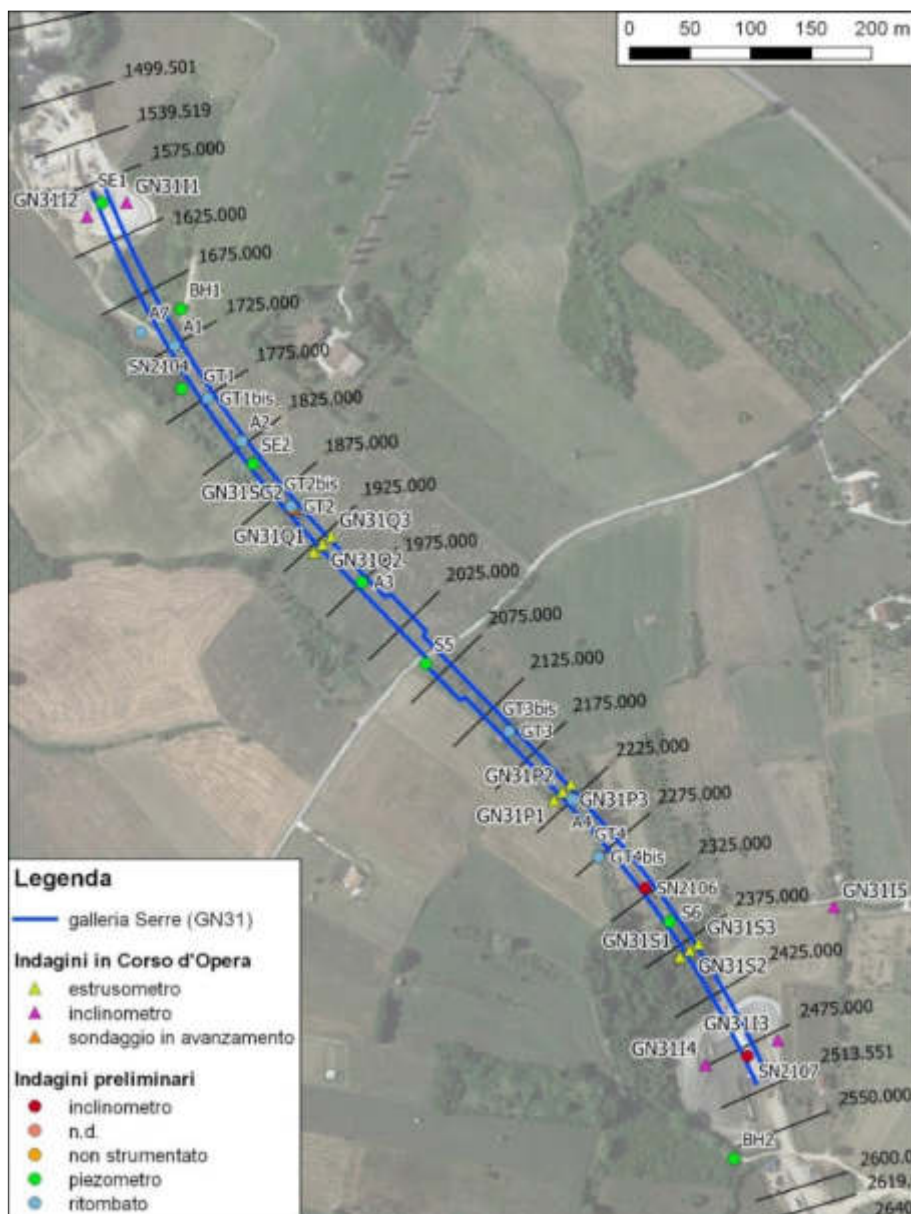 0 50 100 150 200 m
1499.501
1539.519
1575.000
SE1
GN31I1
GN31I2
1625.000
1675.000
BH1
1725.000
A7
A1
SN2104
1775.000
GT1
GT1bis
1825.000
A2
SE2
1875.000
GN31SG2
GT2bis
GT2
1925.000
GN31Q3
GN31Q1
GN31Q2
1975.000
A3
2025.000
2075.000
S5
2125.000
GT3bis
GT3
2175.000
2225.000
GN31P2
GN31P3
GN31P1
A4
2275.000
GT4
GT4bis
2325.000
SN2106
2375.000
GN31I5
S6
GN31S3
GN31S1
GN31S2
2425.000
2475.000
GN31I3
GN31I4
2513.551
SN2107
2550.000
BH2
2600.0
2619.
2640
Legenda
galleria Serre (GN31)
Indagini in Corso d'Opera
estrusometro
inclinometro
sondaggio in avanzamento
Indagini preliminari
inclinometro
n.d.
non strumentato
piezometro
ritombato